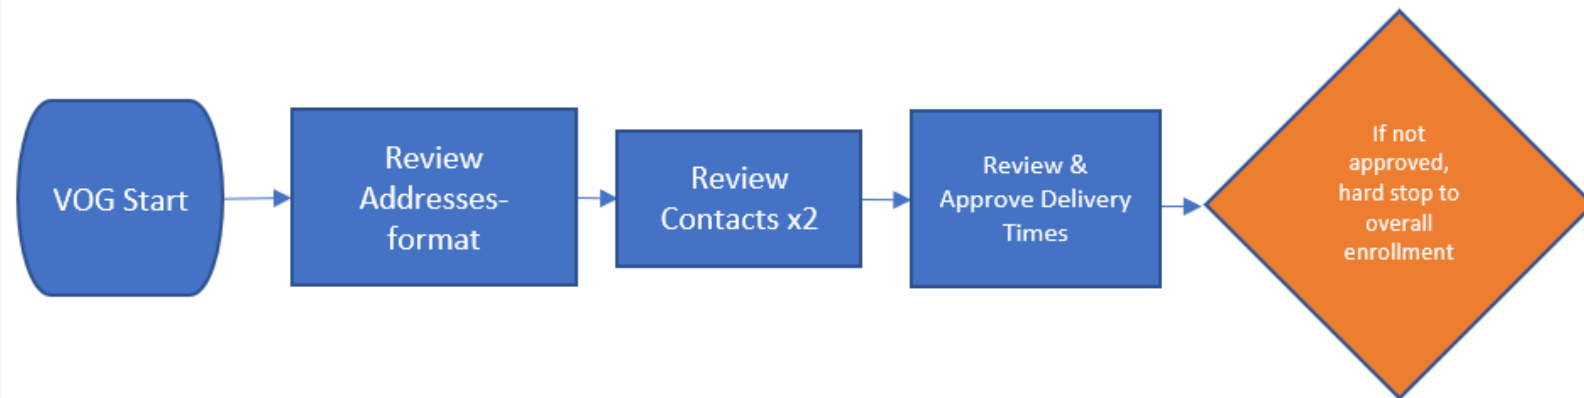 VOG Start
Review
Addresses-
format
Review
Contacts x2
Review &
Approve Delivery
Times
If not
approved,
hard stop to
overall
enrollment